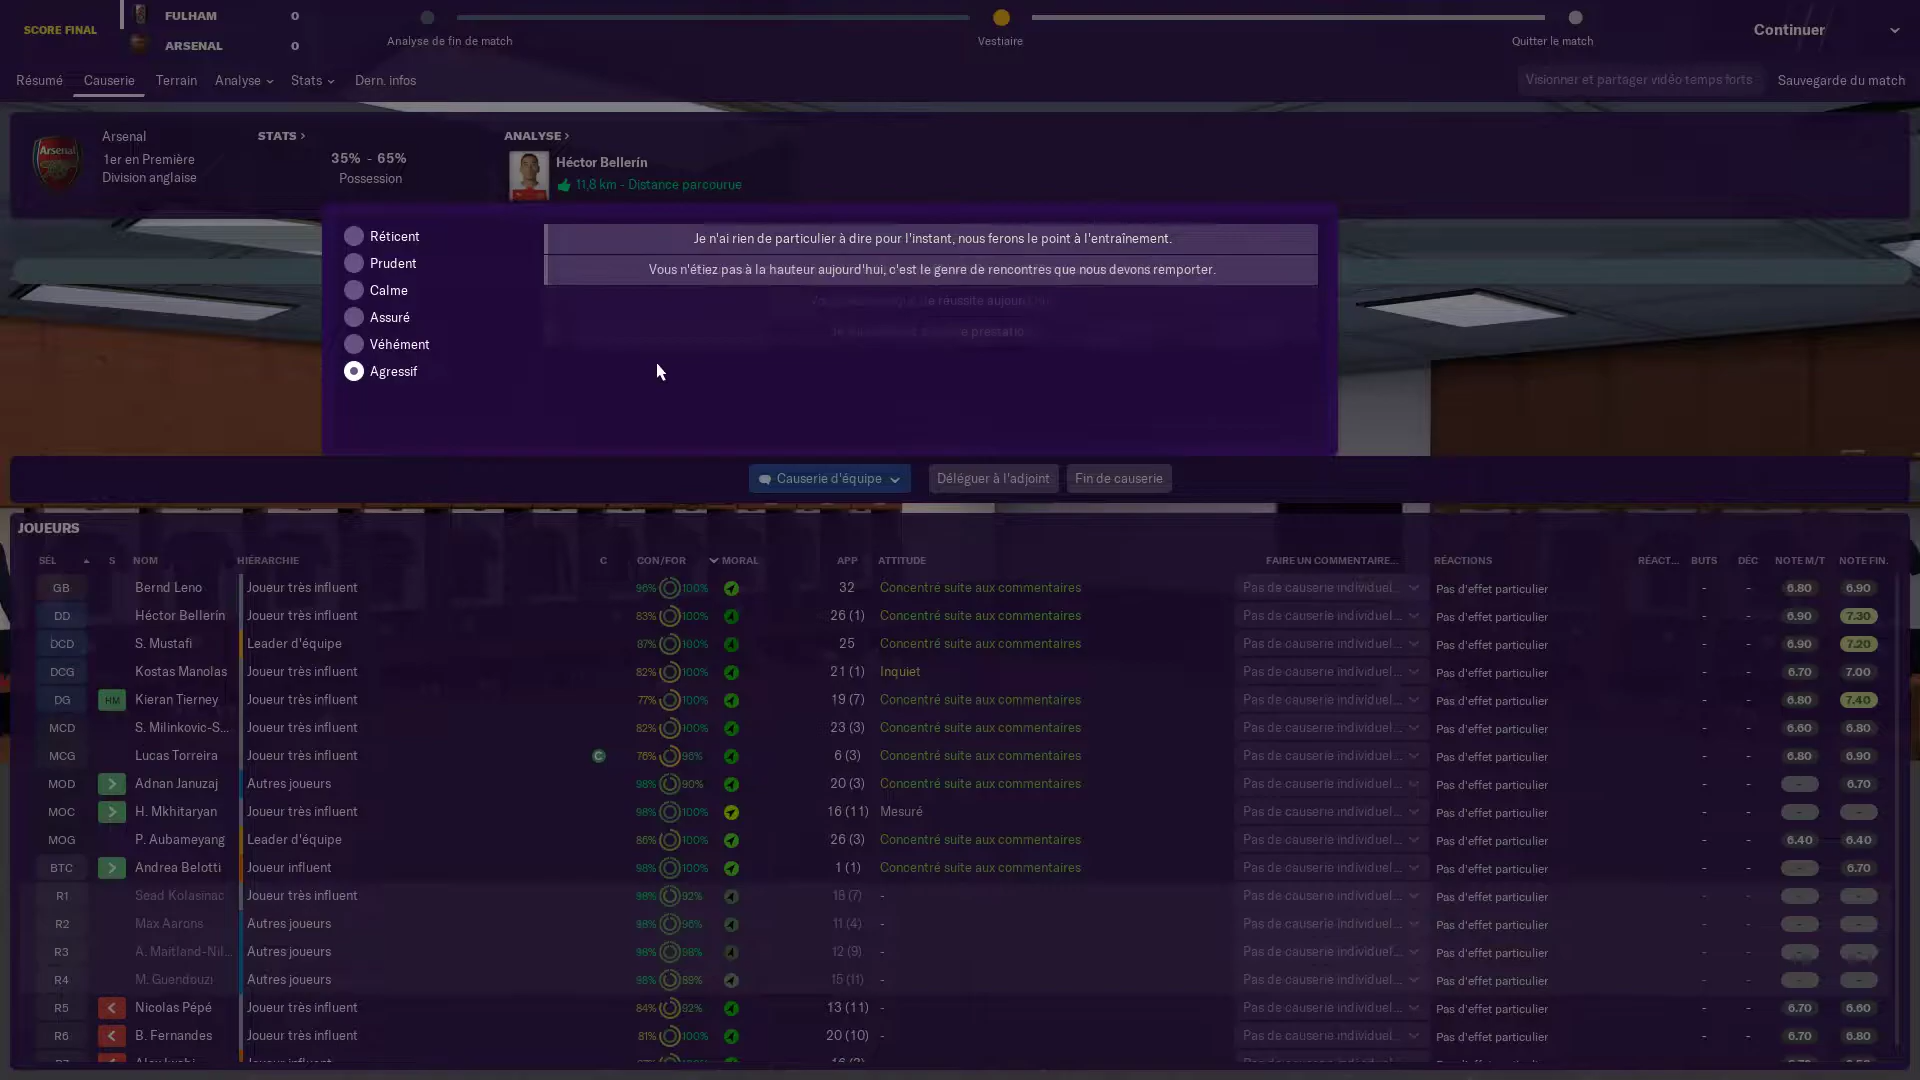 SCORE FINAL
FULHAM 0
ARSENAL 0
Analyse de fin de match
Vestiaire
Quitter le match
Continuer
Résumé Causerie Terrain Analyse Stats Dern. infos
Visionner et partager vidéo temps forts Sauvegarde du match
Arsenal
1er en Première
Division anglaise
STATS >
35% - 65%
Possession
ANALYSE >
Héctor Bellerín
11,8 km - Distance parcourue
Réticent
Prudent
Calme
Assuré
Véhément
Agressif
Je n'ai rien de particulier à dire pour l'instant, nous ferons le point à l'entraînement.
Vous n'étiez pas à la hauteur aujourd'hui, c'est le genre de rencontres que nous devons remporter.
Causerie d'équipe Déléguer à l'adjoint Fin de causerie
JOUEURS
SÉL S NOM HIÉRARCHIE C CON/FOR MORAL APP ATTITUDE FAIRE UN COMMENTAIRE... RÉACTIONS RÉACT... BUTS DÉC NOTE M/T NOTE FIN.
GB Bernd Leno Joueur très influent 96% 100% 32 Concentré suite aux commentaires Pas de causerie individuel... Pas d'effet particulier - - 6.80 6.90
DD Héctor Bellerín Joueur très influent 83% 100% 26 (1) Concentré suite aux commentaires Pas de causerie individuel... Pas d'effet particulier - - 6.90 7.30
DCD S. Mustafi Leader d'équipe 87% 100% 25 Concentré suite aux commentaires Pas de causerie individuel... Pas d'effet particulier - - 6.90 7.20
DCG Kostas Manolas Joueur très influent 82% 100% 21 (1) Inquiet Pas de causerie individuel... Pas d'effet particulier - - 6.70 7.00
DG HM Kieran Tierney Joueur très influent 77% 100% 19 (7) Concentré suite aux commentaires Pas de causerie individuel... Pas d'effet particulier - - 6.80 7.40
MCD S. Milinkovic-S... Joueur très influent 82% 100% 23 (3) Concentré suite aux commentaires Pas de causerie individuel... Pas d'effet particulier - - 6.60 6.80
MCG Lucas Torreira Joueur très influent C 76% 96% 6 (3) Concentré suite aux commentaires Pas de causerie individuel... Pas d'effet particulier - - 6.80 6.90
MOD Adnan Januzaj Autres joueurs 98% 90% 20 (3) Concentré suite aux commentaires Pas de causerie individuel... Pas d'effet particulier - - - 6.70
MOC H. Mkhitaryan Joueur très influent 98% 100% 16 (11) Mesuré Pas de causerie individuel... Pas d'effet particulier - - - -
MOG P. Aubameyang Leader d'équipe 86% 100% 26 (3) Concentré suite aux commentaires Pas de causerie individuel... Pas d'effet particulier - - 6.40 6.40
BTC Andrea Belotti Joueur influent 98% 100% 1 (1) Concentré suite aux commentaires Pas de causerie individuel... Pas d'effet particulier - - - 6.70
R1 Sead Kolasinac Joueur très influent 98% 92% 18 (7) - Pas de causerie individuel... Pas d'effet particulier - - - -
R2 Max Aarons Autres joueurs 98% 96% 11 (4) - Pas de causerie individuel... Pas d'effet particulier - - - -
R3 A. Maitland-Nil... Autres joueurs 98% 98% 12 (9) - Pas de causerie individuel... Pas d'effet particulier - - - -
R4 M. Guendouzi Autres joueurs 98% 89% 15 (11) - Pas de causerie individuel... Pas d'effet particulier - - - -
R5 Nicolas Pépé Joueur très influent 84% 92% 13 (11) - Pas de causerie individuel... Pas d'effet particulier - - 6.70 6.60
R6 B. Fernandes Joueur très influent 81% 100% 20 (10) - Pas de causerie individuel... Pas d'effet particulier - - 6.70 6.80